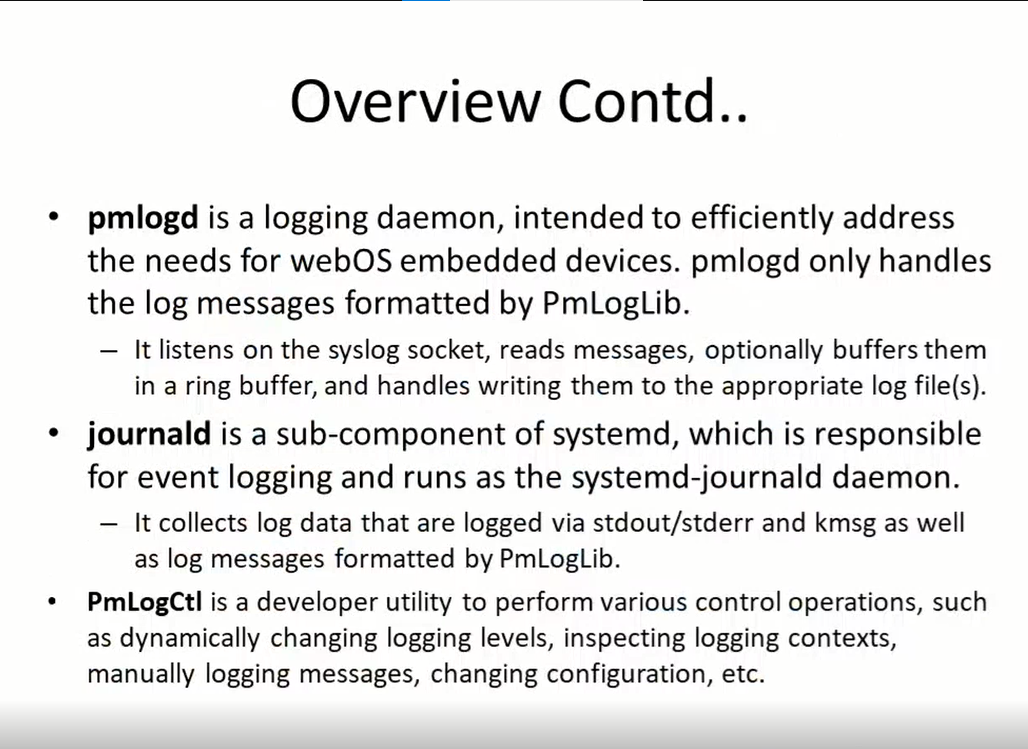 Overview Contd..
• pmlogd is a logging daemon, intended to efficiently address
the needs for webOS embedded devices. pmlogd only handles
the log messages formatted by PmLogLib.
– It listens on the syslog socket, reads messages, optionally buffers them
in a ring buffer, and handles writing them to the appropriate log file(s).
• journald is a sub-component of systemd, which is responsible
for event logging and runs as the systemd-journald daemon.
– It collects log data that are logged via stdout/stderr and kmsg as well
as log messages formatted by PmLogLib.
• PmLogCtl is a developer utility to perform various control operations, such
as dynamically changing logging levels, inspecting logging contexts,
manually logging messages, changing configuration, etc.